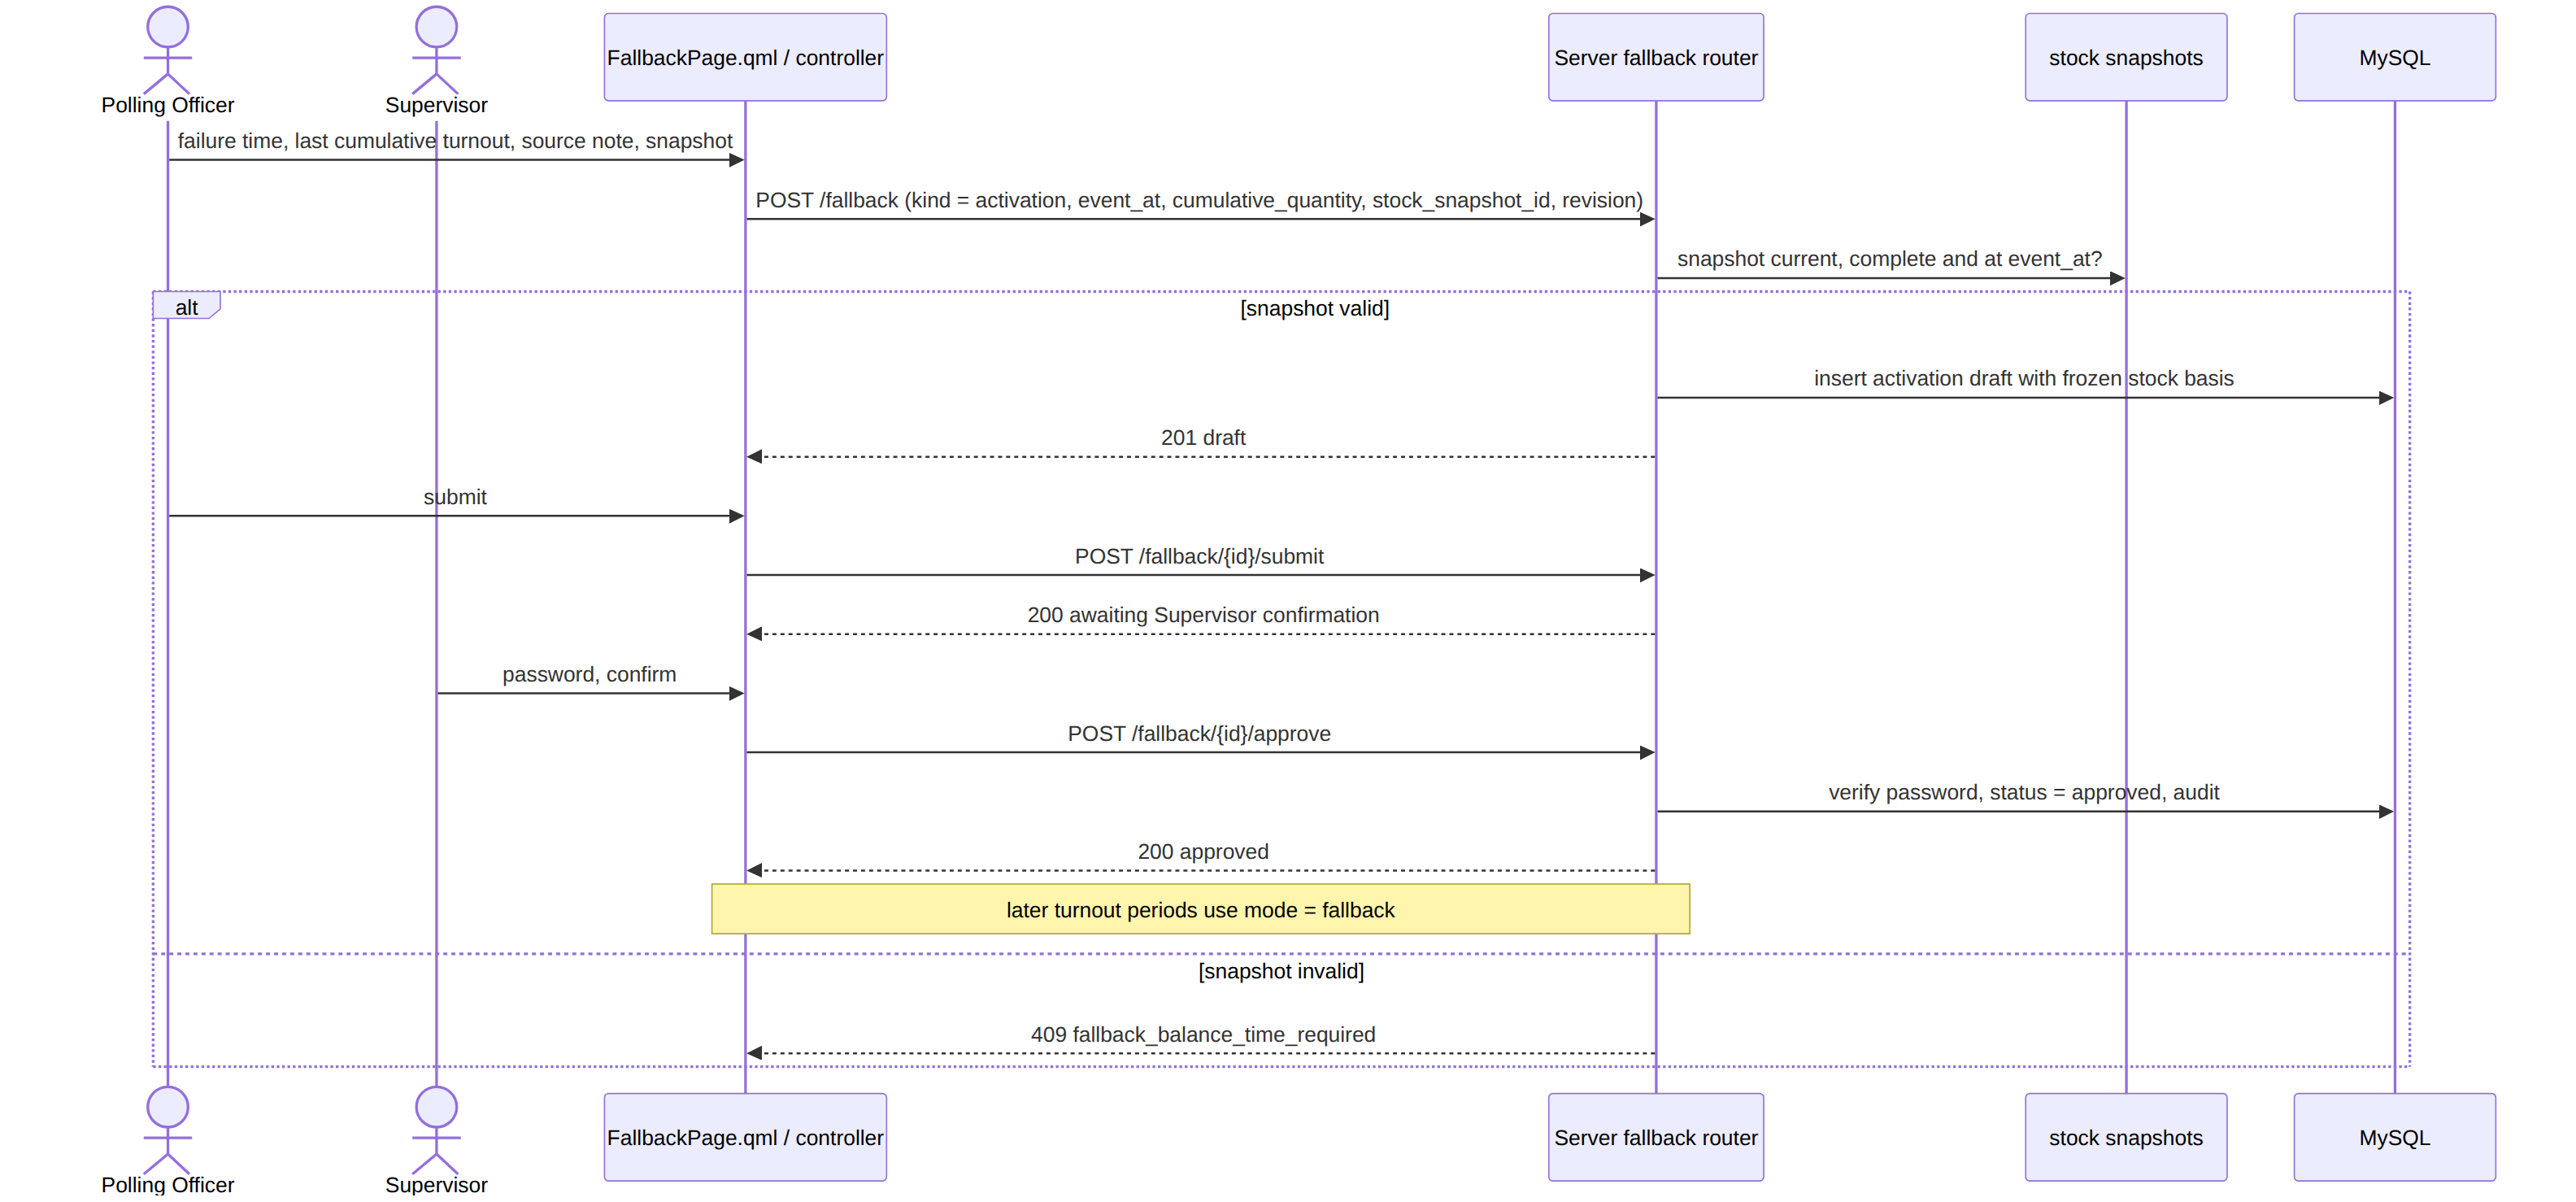 Polling Officer
Supervisor
FallbackPage.qml / controller
Server fallback router
stock snapshots
MySQL
failure time, last cumulative turnout, source note, snapshot
POST /fallback (kind = activation, event_at, cumulative_quantity, stock_snapshot_id, revision)
snapshot current, complete and at event_at?
alt
[snapshot valid]
insert activation draft with frozen stock basis
201 draft
submit
POST /fallback/{id}/submit
200 awaiting Supervisor confirmation
password, confirm
POST /fallback/{id}/approve
verify password, status = approved, audit
200 approved
later turnout periods use mode = fallback
[snapshot invalid]
409 fallback_balance_time_required
Polling Officer
Supervisor
FallbackPage.qml / controller
Server fallback router
stock snapshots
MySQL